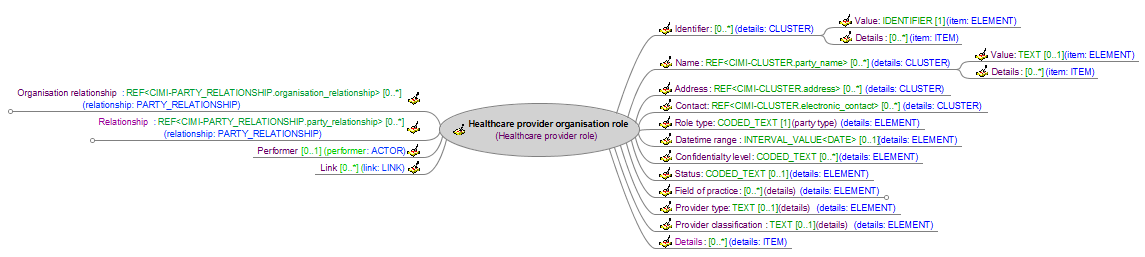 Healthcare provider organisation role
(Healthcare provider role)
Organisation relationship : REF<CIMI-PARTY_RELATIONSHIP.organisation_relationship> [0..*]
(relationship: PARTY_RELATIONSHIP)
Relationship : REF<CIMI-PARTY_RELATIONSHIP.party_relationship> [0..*]
(relationship: PARTY_RELATIONSHIP)
Performer [0..1] (performer: ACTOR)
Link [0..*] (link: LINK)
Identifier: [0..*] (details: CLUSTER)
Value: IDENTIFIER [1] (item: ELEMENT)
Details : [0..*] (item: ITEM)
Name : REF<CIMI-CLUSTER.party_name> [0..*] (details: CLUSTER)
Value: TEXT [0..1](item: ELEMENT)
Details : [0..*] (item: ITEM)
Address : REF<CIMI-CLUSTER.address> [0..*] (details: CLUSTER)
Contact: REF<CIMI-CLUSTER.electronic_contact> [0..*] (details: CLUSTER)
Role type: CODED_TEXT [1] (party type) (details: ELEMENT)
Datetime range : INTERVAL_VALUE<DATE> [0..1](details: ELEMENT)
Confidentialty level : CODED_TEXT [0..*] (details: ELEMENT)
Status: CODED_TEXT [0..1] (details: ELEMENT)
Field of practice : [0..*] (details) (details: ELEMENT)
Provider type: TEXT [0..1](details) (details: ELEMENT)
Provider classification : TEXT [0..1](details) (details: ELEMENT)
Details : [0..*] (details: ITEM)